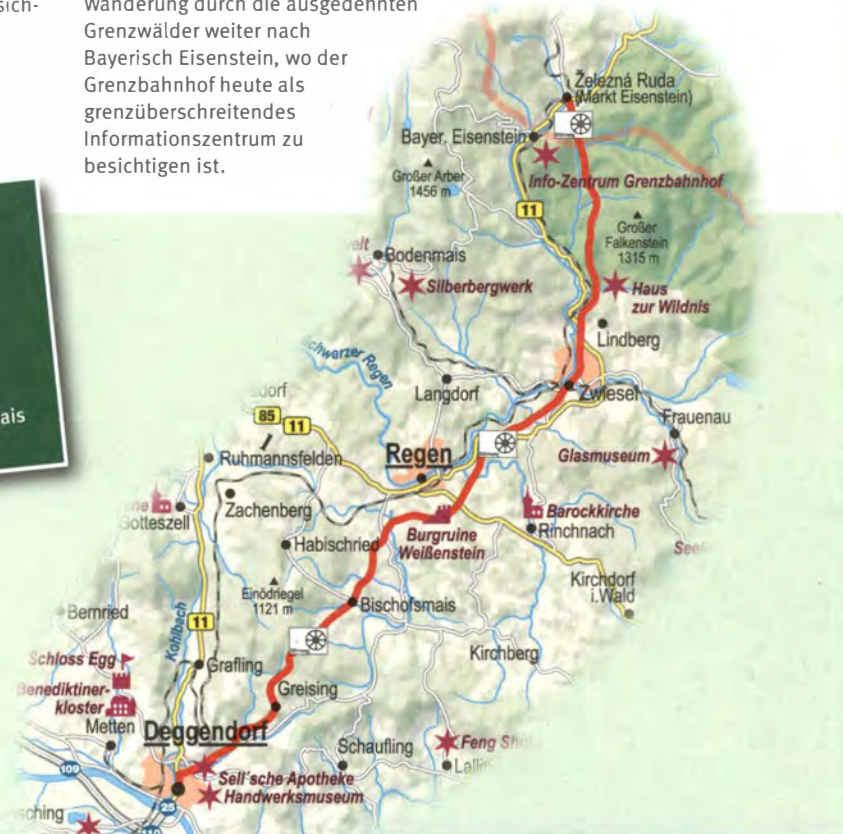 Wanderung durch die ausgedehnten
Grenzwälder weiter nach
Bayerisch Eisenstein, wo der
Grenzbahnhof heute als
grenzüberschreitendes
Informationszentrum zu
besichtigen ist.
Železná Ruda
(Markt Eisenstein)
Bayer. Eisenstein
Großer Arber
1456 m
Info-Zentrum Grenzbahnhof
11
Großer
Falkenstein
1315 m
Bodenmais
Silberbergwerk
Haus
zur Wildnis
Lindberg
Schwarzer Regen
Langdorf
Zwiesel
Frauenau
85
11
Regen
Glasmuseum
Ruhmannsfelden
Zachenberg
Gotteszell
Barockkirche
Rinchnach
Burgruine
Weißenstein
Habischried
Kirchdorf
i.Wald
Einödriegel
1121 m
Bischofsmais
Bernried
Kohlbach
11
Kirchberg
Schloss Egg
Grafling
Benediktiner-
kloster
Greising
Metten
Deggendorf
Schaufling
Feng
109
Sell'sche Apotheke
Handwerksmuseum
25